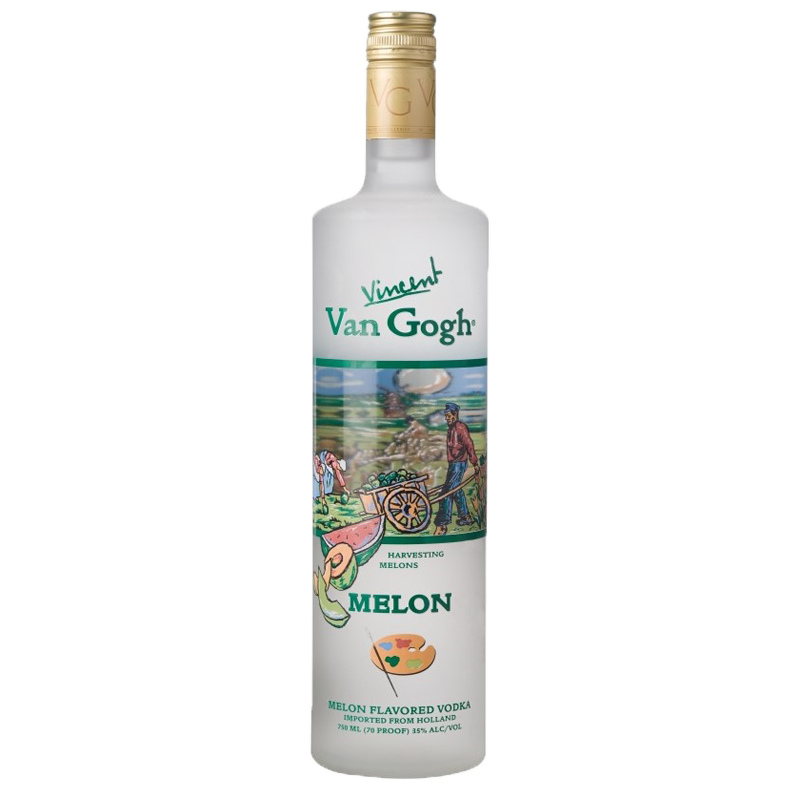 VG
Vincent
Van Gogh®
HARVESTING
MELONS
MELON
MELON FLAVORED VODKA
IMPORTED FROM HOLLAND
750 ML (70 PROOF) 35% ALC/VOL